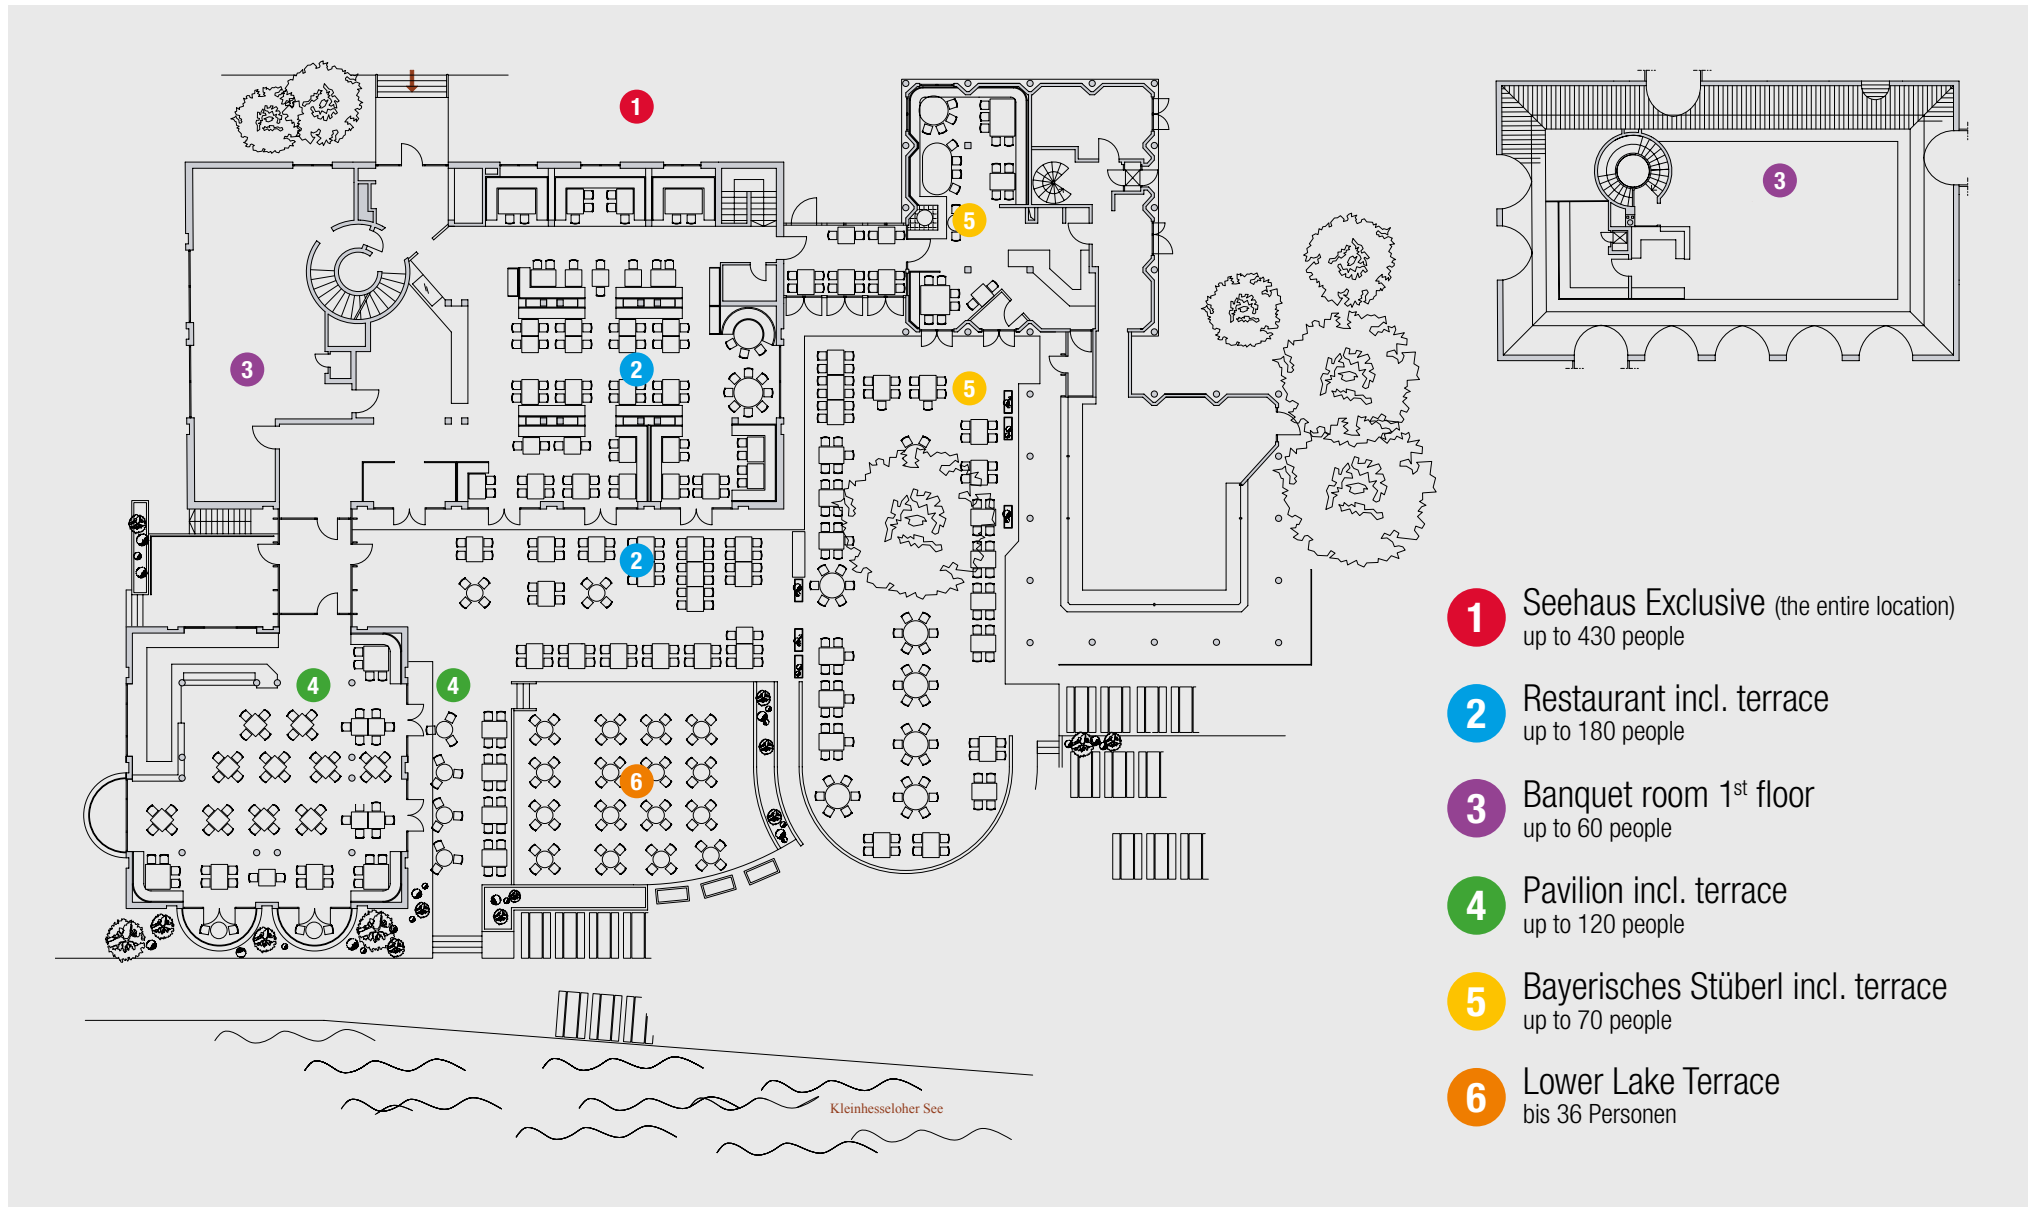 1
5
3
3
2
5
2
4
4
6
Kleinhesseloher See
1 Seehaus Exclusive (the entire location)
up to 430 people
2 Restaurant incl. terrace
up to 180 people
3 Banquet room 1st floor
up to 60 people
4 Pavilion incl. terrace
up to 120 people
5 Bayerisches Stüberl incl. terrace
up to 70 people
6 Lower Lake Terrace
bis 36 Personen